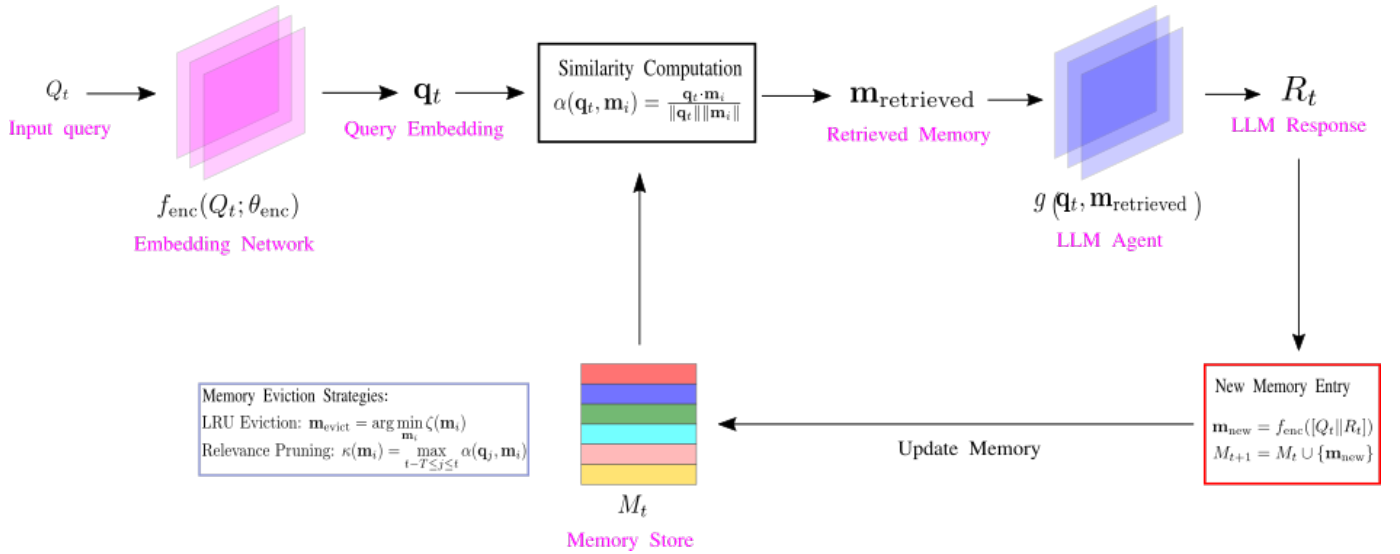 Q_t
Input query
f_enc(Q_t; θ_enc)
Embedding Network
𝐪_t
Query Embedding
Similarity Computation
α(𝐪_t, 𝐦_i) = 𝐪_t·𝐦_i / ‖𝐪_t‖‖𝐦_i‖
𝐦_retrieved
Retrieved Memory
g (𝐪_t, 𝐦_retrieved)
LLM Agent
R_t
LLM Response
Memory Eviction Strategies:
LRU Eviction: 𝐦_evict = arg min_{𝐦_i} ζ(𝐦_i)
Relevance Pruning: κ(𝐦_i) = max_{t−T≤j≤t} α(𝐪_j, 𝐦_i)
M_t
Memory Store
Update Memory
New Memory Entry
𝐦_new = f_enc([Q_t‖R_t])
M_{t+1} = M_t ∪ {𝐦_new}